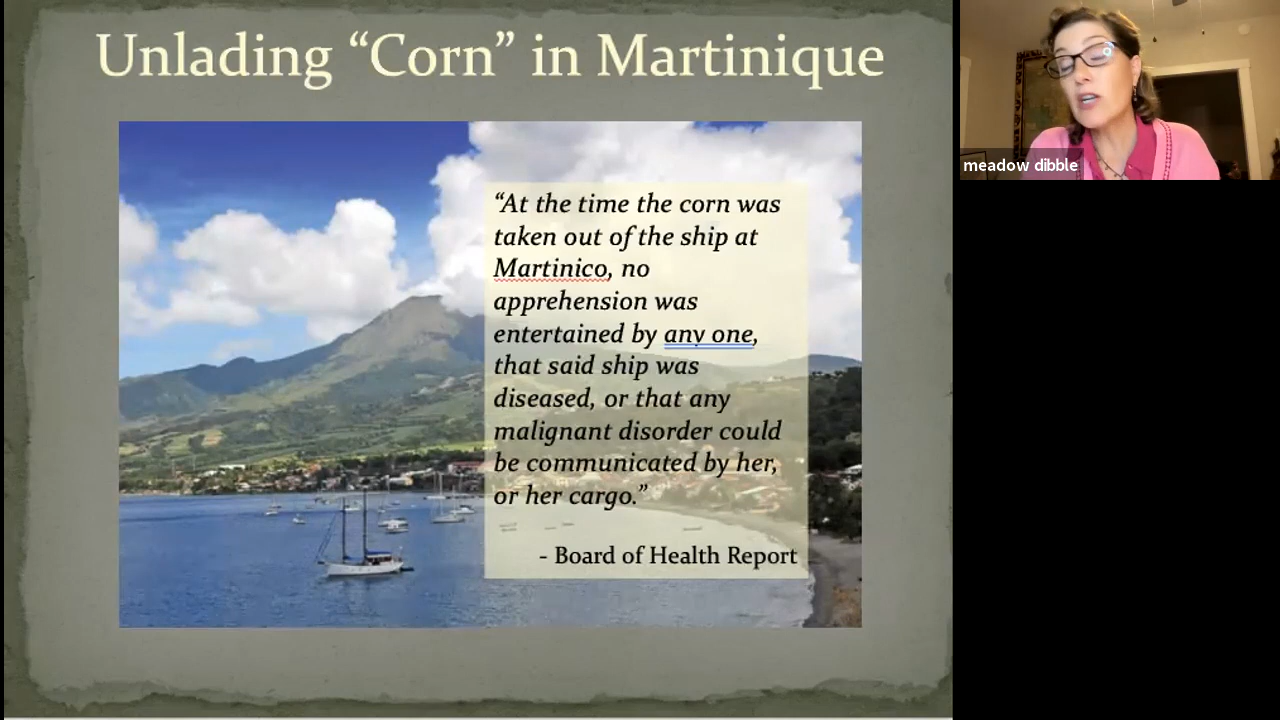 Unlading “Corn” in Martinique
“At the time the corn was
taken out of the ship at
Martinico, no
apprehension was
entertained by any one,
that said ship was
diseased, or that any
malignant disorder could
be communicated by her,
or her cargo.”
- Board of Health Report
meadow dibble